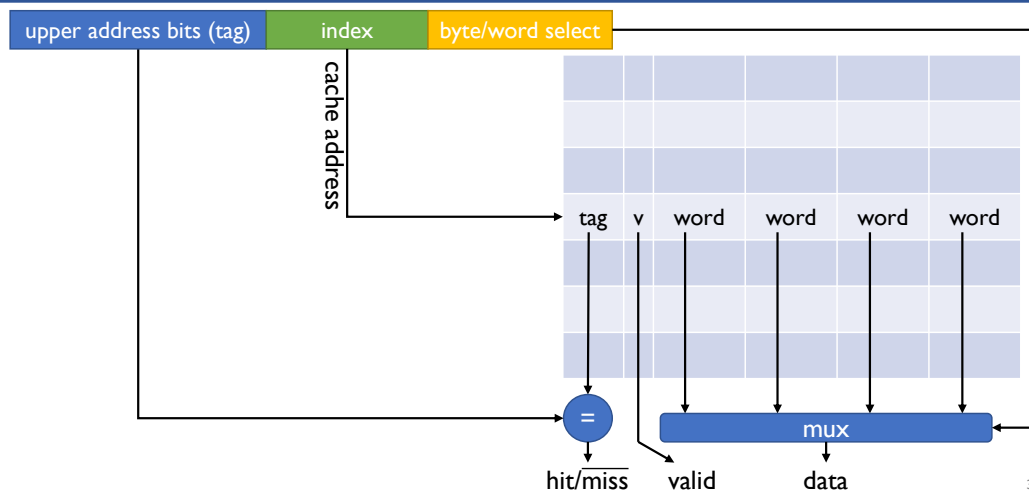 upper address bits (tag) index byte/word select
cache address
tag v word word word word
=
mux
hit/miss valid data